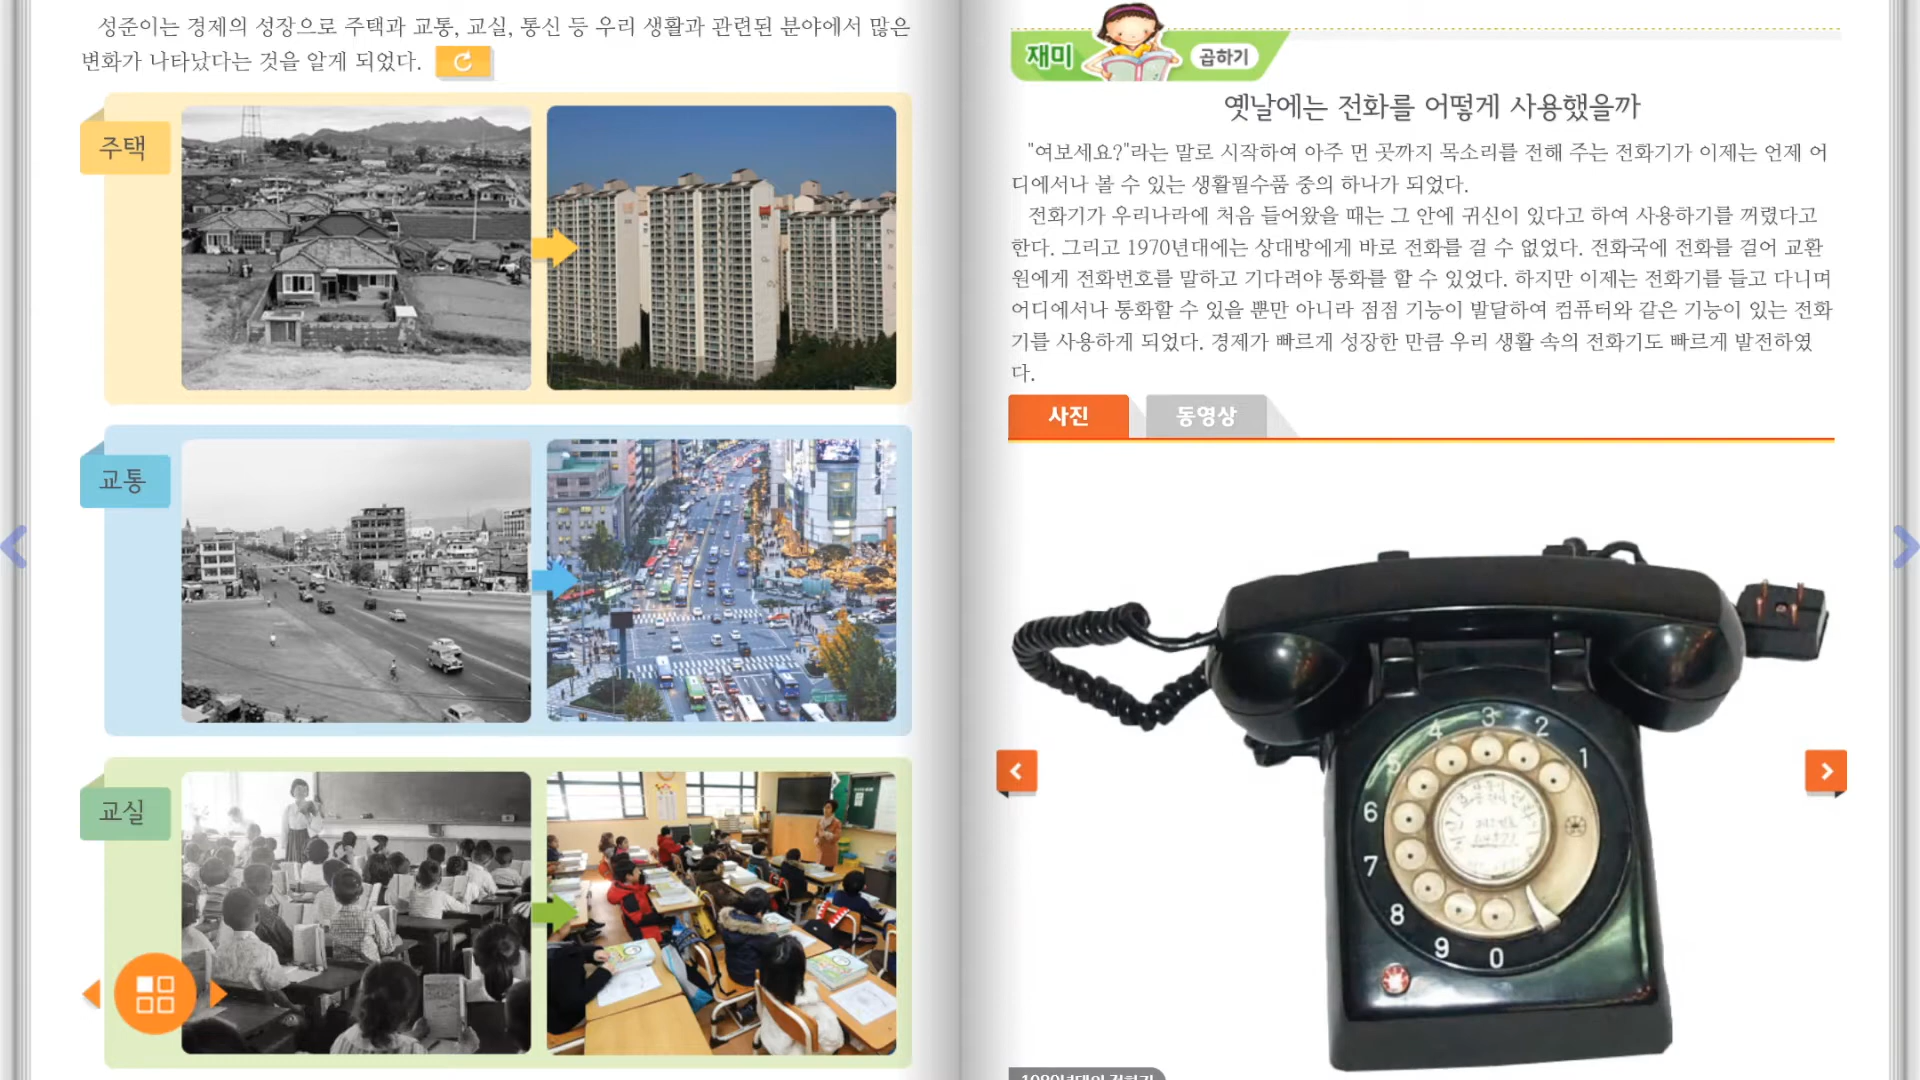 성준이는 경제의 성장으로 주택과 교통, 교실, 통신 등 우리 생활과 관련된 분야에서 많은
변화가 나타났다는 것을 알게 되었다.
주택
교통
교실
재미 곱하기
옛날에는 전화를 어떻게 사용했을까
"여보세요?"라는 말로 시작하여 아주 먼 곳까지 목소리를 전해 주는 전화기가 이제는 언제 어
디에서나 볼 수 있는 생활필수품 중의 하나가 되었다.
전화기가 우리나라에 처음 들어왔을 때는 그 안에 귀신이 있다고 하여 사용하기를 꺼렸다고
한다. 그리고 1970년대에는 상대방에게 바로 전화를 걸 수 없었다. 전화국에 전화를 걸어 교환
원에게 전화번호를 말하고 기다려야 통화를 할 수 있었다. 하지만 이제는 전화기를 들고 다니며
어디에서나 통화할 수 있을 뿐만 아니라 점점 기능이 발달하여 컴퓨터와 같은 기능이 있는 전화
기를 사용하게 되었다. 경제가 빠르게 성장한 만큼 우리 생활 속의 전화기도 빠르게 발전하였
다.
사진 동영상
1 2 3 4 5 6 7 8 9 0